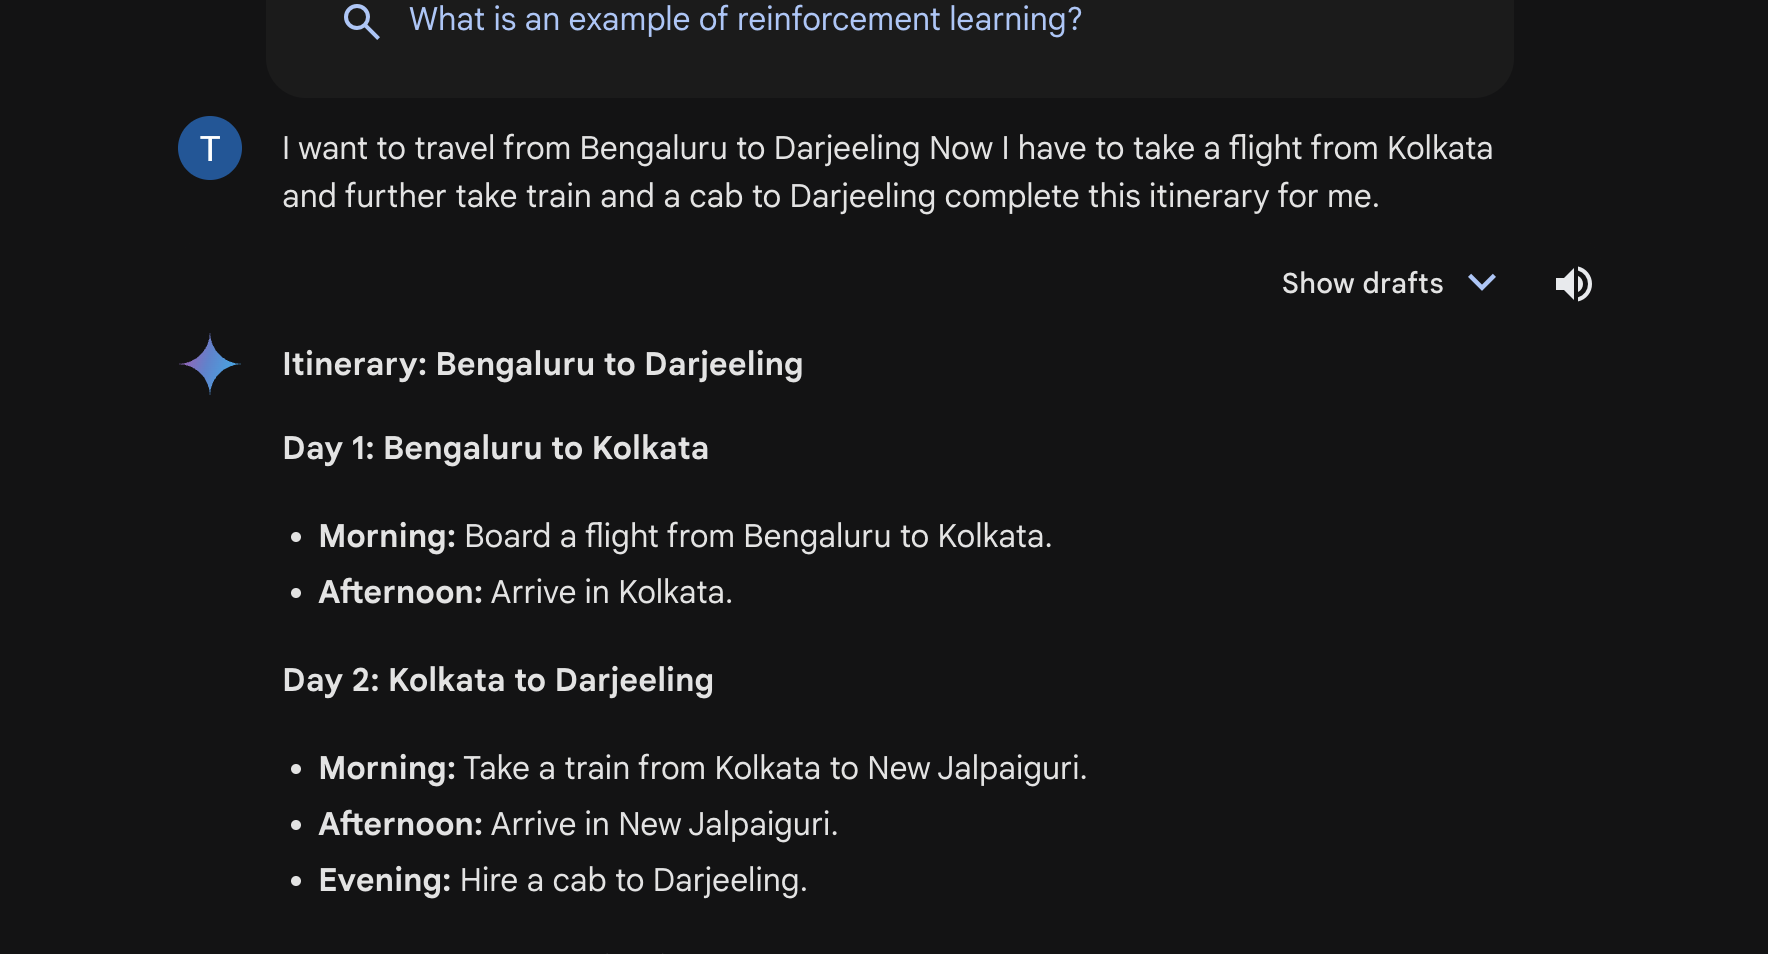 What is an example of reinforcement learning?
T
I want to travel from Bengaluru to Darjeeling Now I have to take a flight from Kolkata
and further take train and a cab to Darjeeling complete this itinerary for me.
Show drafts
Itinerary: Bengaluru to Darjeeling
Day 1: Bengaluru to Kolkata
• Morning: Board a flight from Bengaluru to Kolkata.
• Afternoon: Arrive in Kolkata.
Day 2: Kolkata to Darjeeling
• Morning: Take a train from Kolkata to New Jalpaiguri.
• Afternoon: Arrive in New Jalpaiguri.
• Evening: Hire a cab to Darjeeling.